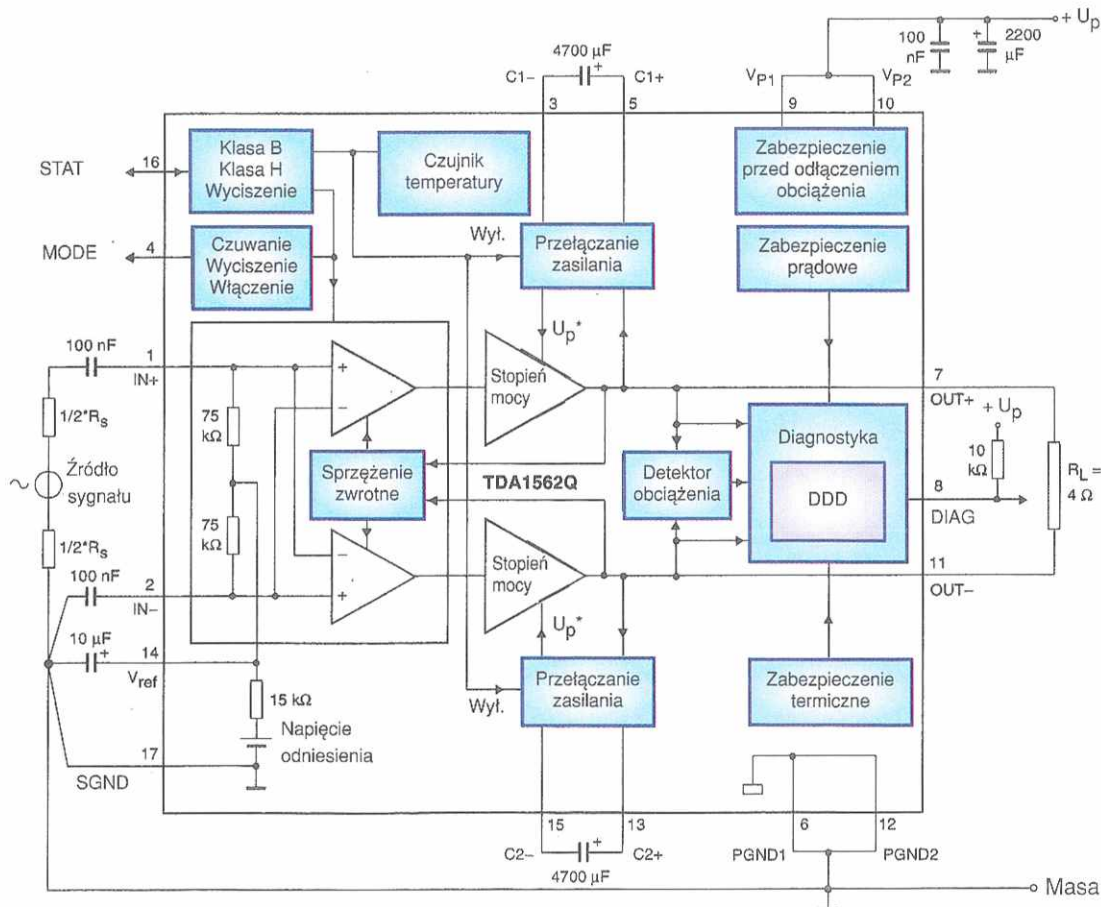 + Up
100
nF
+
2200
µF
4700 µF
C1–
+
C1+
VP1
VP2
3
5
9
10
STAT
16
Klasa B
Klasa H
Wyciszenie
Czujnik
temperatury
Zabezpieczenie
przed odłączeniem
obciążenia
MODE
4
Czuwanie
Wyciszenie
Włączenie
Wył.
Przełączanie
zasilania
Zabezpieczenie
prądowe
Up*
100 nF
1
IN+
+
–
Stopień
mocy
7
OUT+
1/2*Rs
75
kΩ
+ Up
Źródło
sygnału
~
Sprzężenie
zwrotne
TDA1562Q
Detektor
obciążenia
Diagnostyka
DDD
10
kΩ
8
DIAG
RL =
4 Ω
1/2*Rs
75
kΩ
100 nF
2
IN–
–
+
Stopień
mocy
11
OUT–
Up*
10 µF
+
14
Vref
15 kΩ
Wył.
Przełączanie
zasilania
Zabezpieczenie
termiczne
Napięcie
odniesienia
17
SGND
15
13
6
12
C2–
+
C2+
4700 µF
PGND1
PGND2
Masa